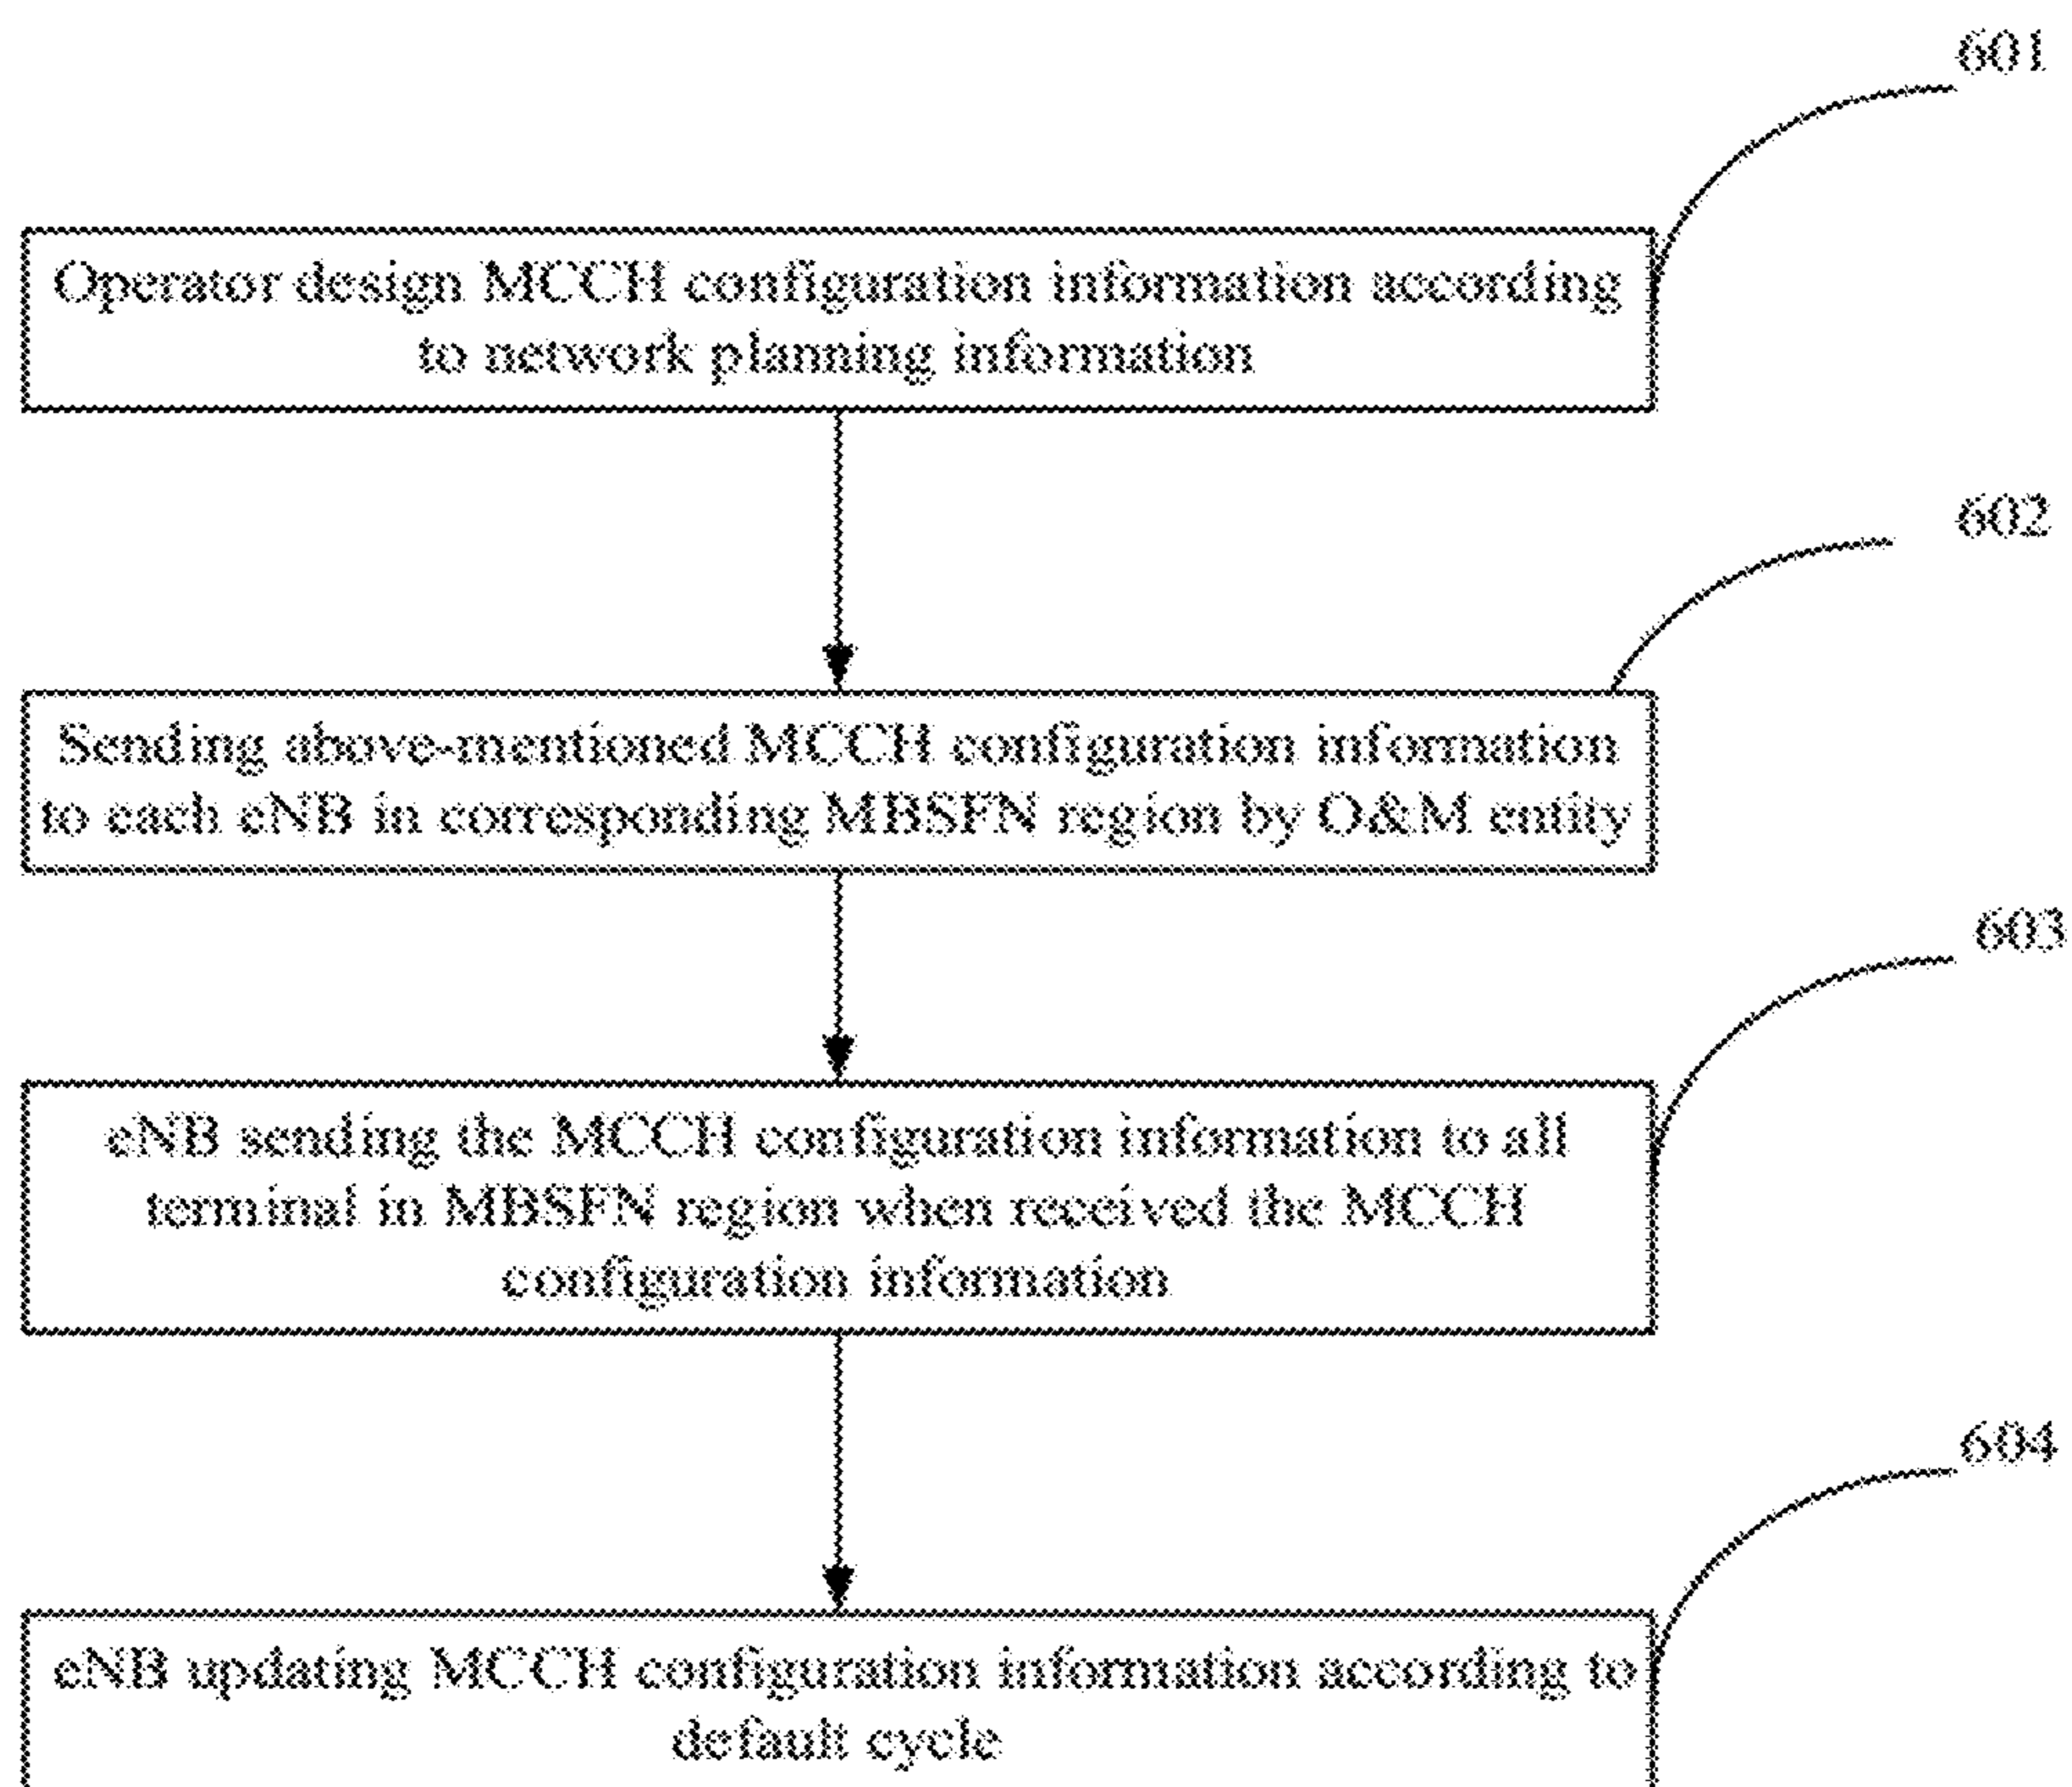 601
Operator design MCCH configuration information according
to network planning information
602
Sending above-mentioned MCCH configuration information
to each eNB in corresponding MBSFN region by O&M entity
603
eNB sending the MCCH configuration information to all
terminal in MBSFN region when received the MCCH
configuration information
604
eNB updating MCCH configuration information according to
default cycle